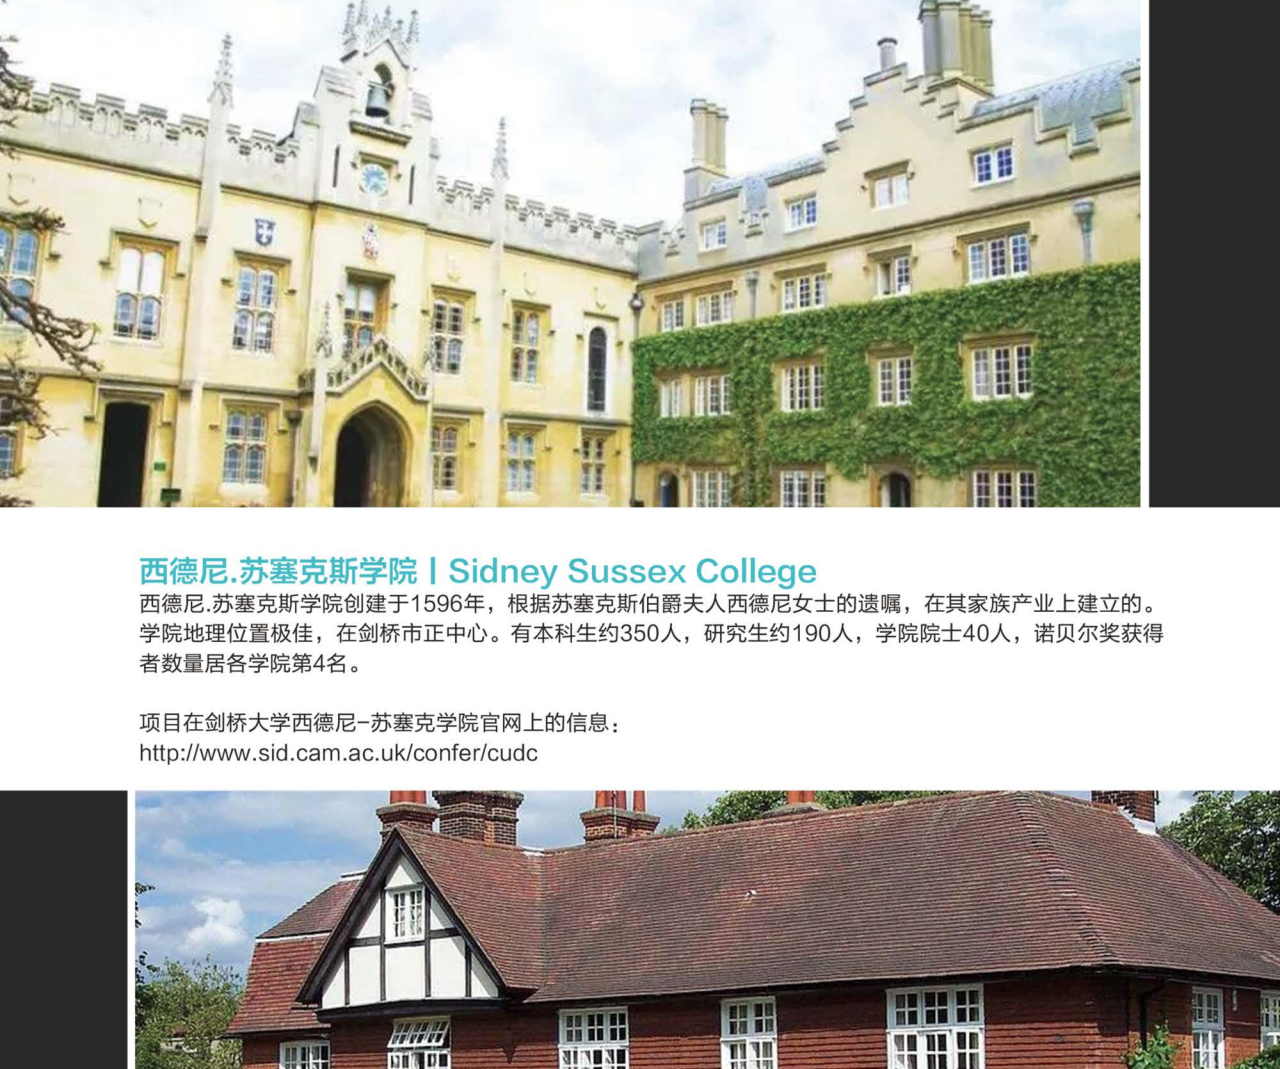 西德尼.苏塞克斯学院 | Sidney Sussex College
西德尼.苏塞克斯学院创建于1596年，根据苏塞克斯伯爵夫人西德尼女士的遗嘱，在其家族产业上建立的。
学院地理位置极佳，在剑桥市正中心。有本科生约350人，研究生约190人，学院院士40人，诺贝尔奖获得
者数量居各学院第4名。
项目在剑桥大学西德尼-苏塞克学院官网上的信息：
http://www.sid.cam.ac.uk/confer/cudc